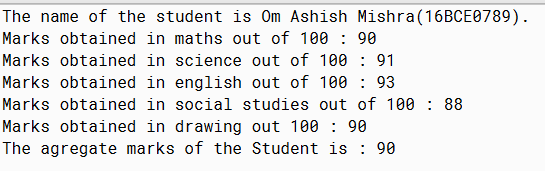 The name of the student is Om Ashish Mishra(16BCE0789).
Marks obtained in maths out of 100 : 90
Marks obtained in science out of 100 : 91
Marks obtained in english out of 100 : 93
Marks obtained in social studies out of 100 : 88
Marks obtained in drawing out 100 : 90
The agregate marks of the Student is : 90